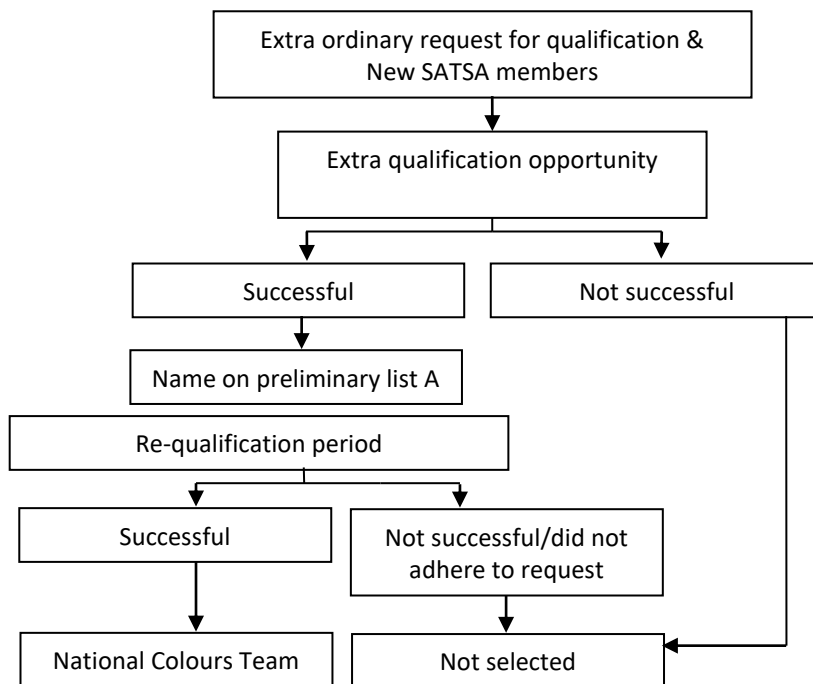 Extra ordinary request for qualification &
New SATSA members
Extra qualification opportunity
Successful
Not successful
Name on preliminary list A
Re-qualification period
Successful
Not successful/did not
adhere to request
National Colours Team
Not selected